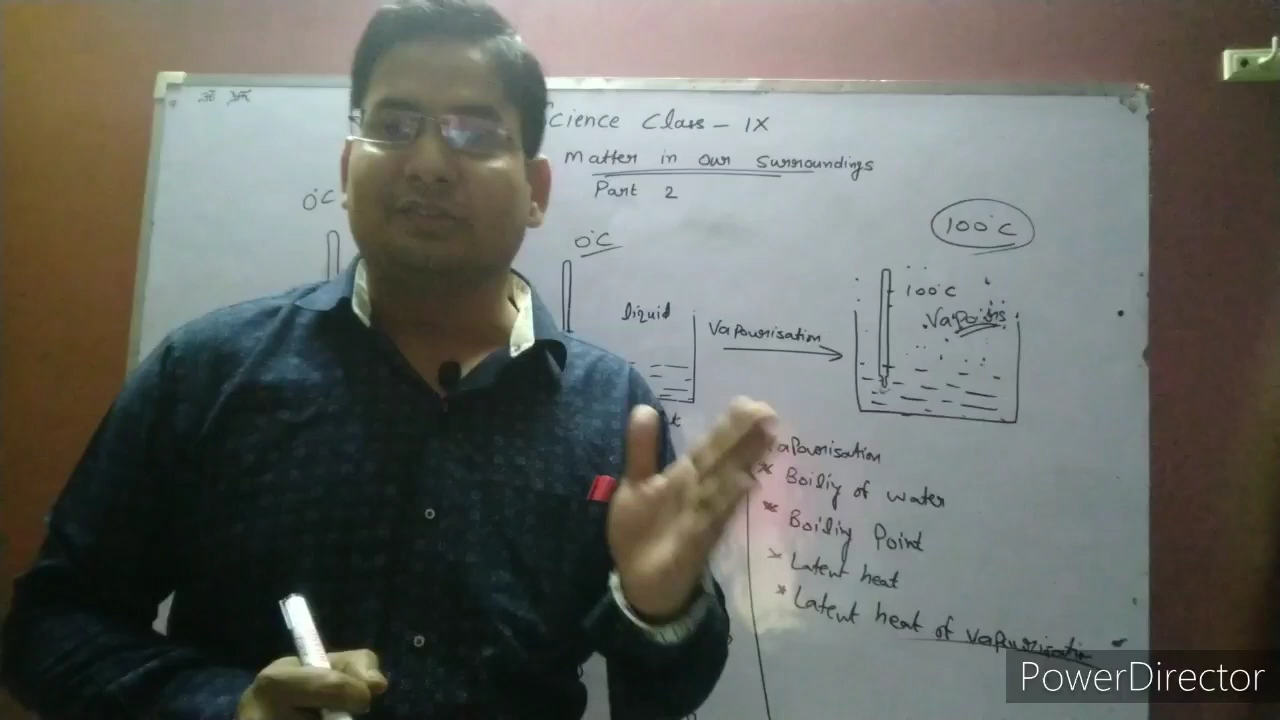 Science Class - IX
Matter in our surroundings
Part 2
0°C
0°C
100°C
liquid
Vapourisation
100°C
Vapours
Vapourisation
* Boiling of water
* Boiling Point
* Latent heat
* Latent heat of vapourisation
PowerDirector